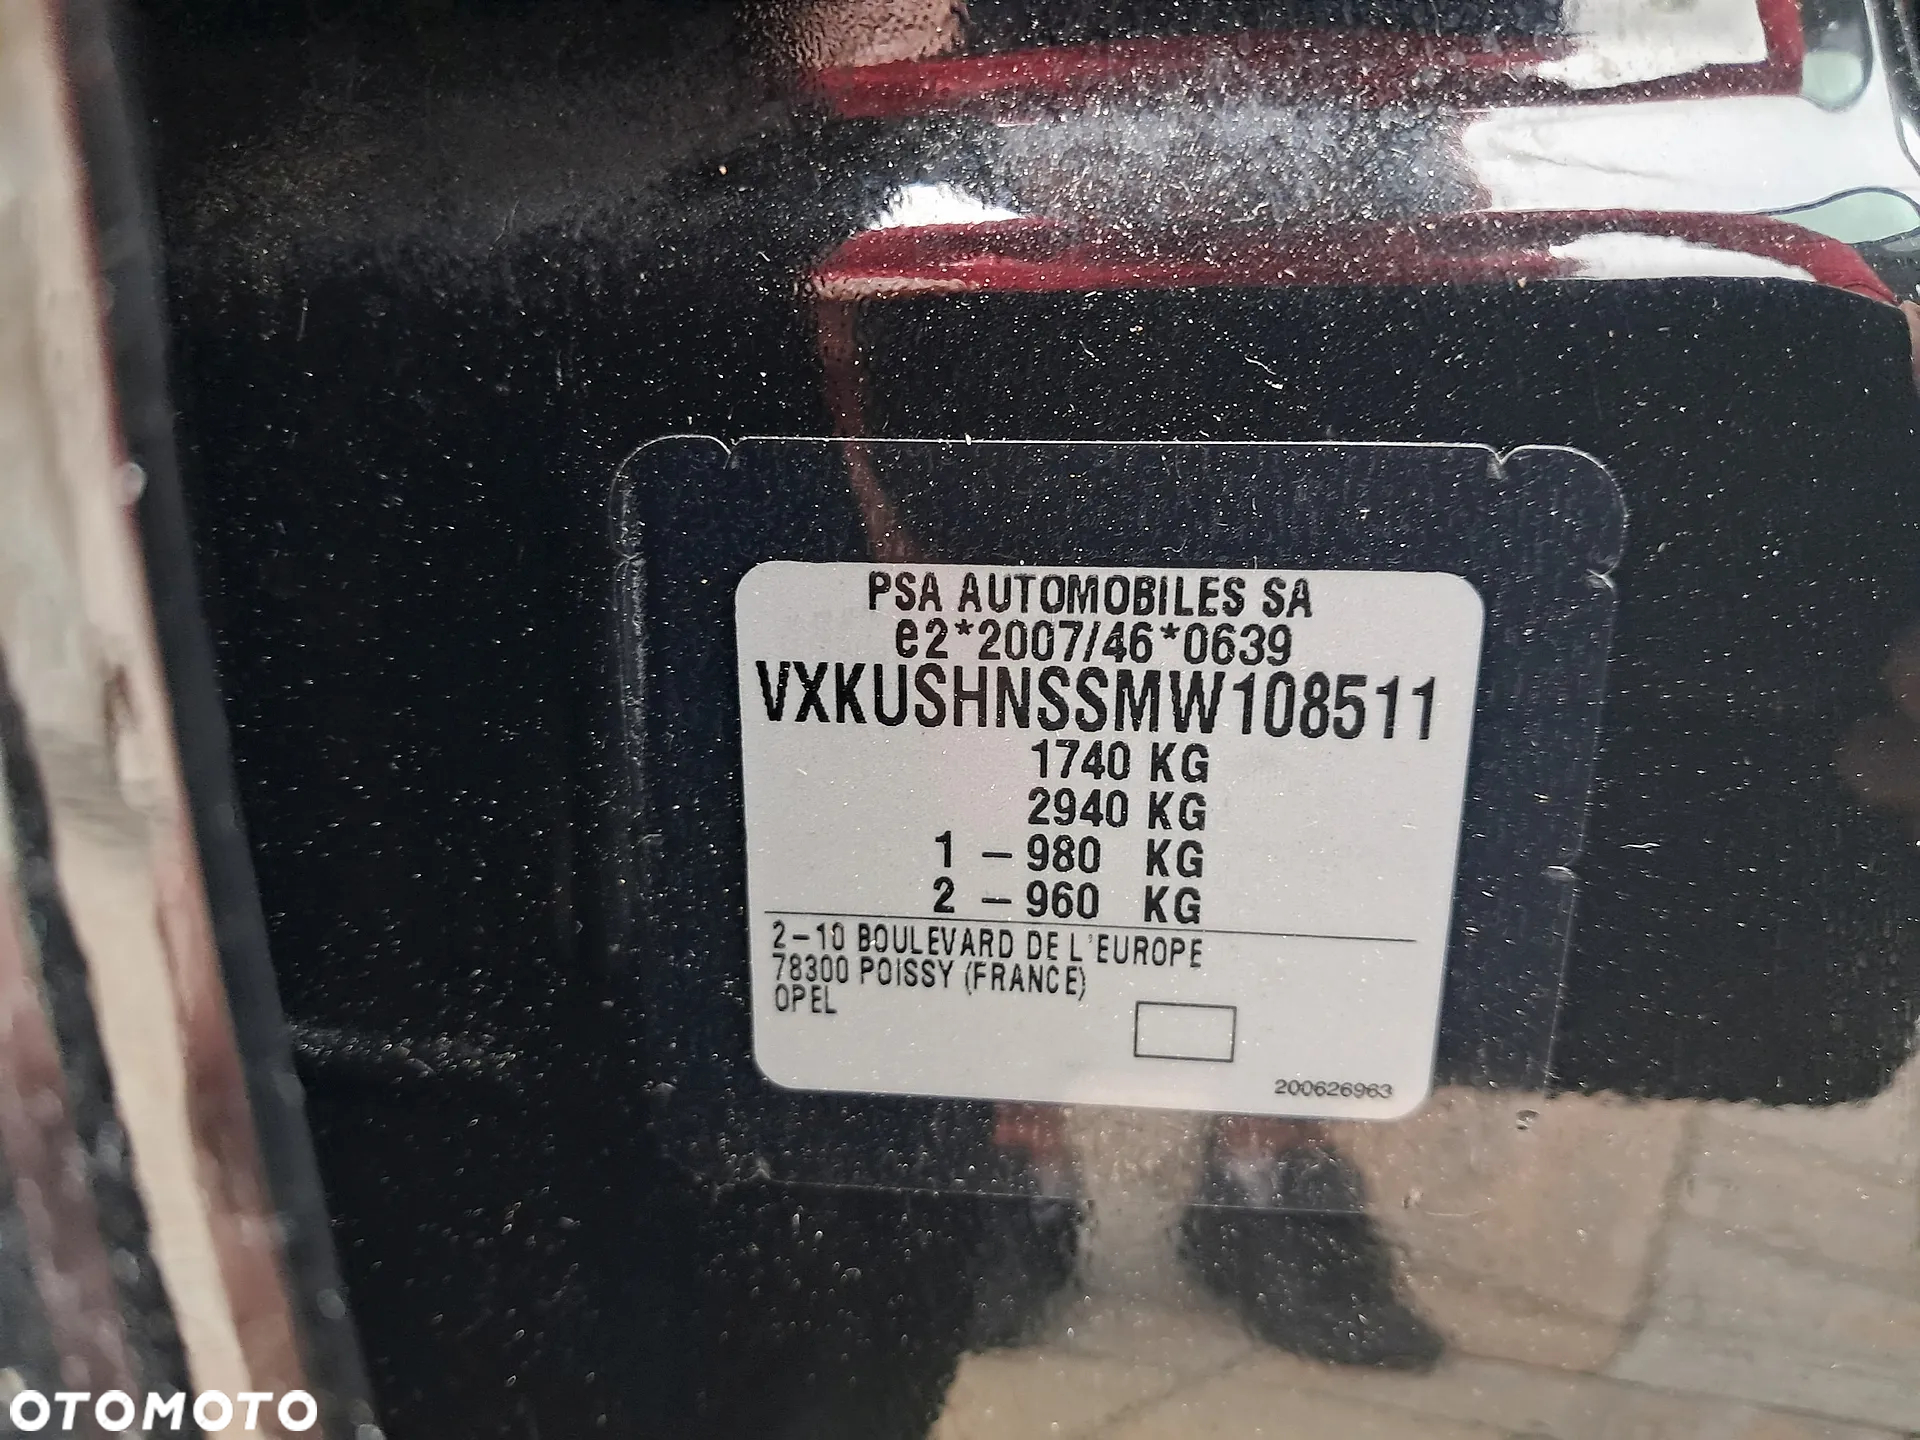 PSA AUTOMOBILES SA
e2*2007/46*0639
VXKUSHNSSMW108511
1740 KG
2940 KG
1 – 980 KG
2 – 960 KG
2–10 BOULEVARD DE L'EUROPE
78300 POISSY (FRANCE)
OPEL
200626963
OTOMOTO